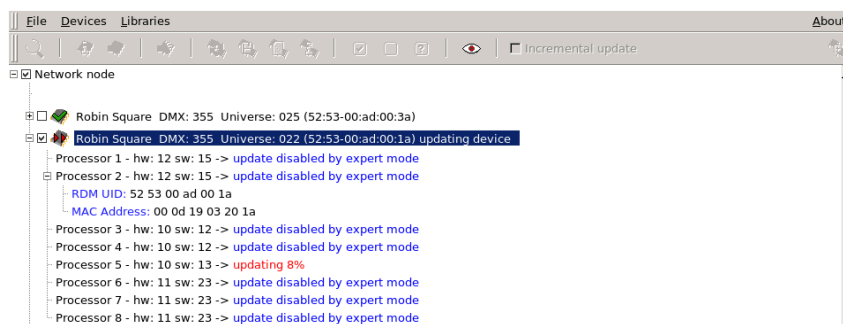 File Devices Libraries About
Incremental update
Network node
Robin Square DMX: 355 Universe: 025 (52:53-00:ad:00:3a)
Robin Square DMX: 355 Universe: 022 (52:53-00:ad:00:1a) updating device
Processor 1 - hw: 12 sw: 15 -> update disabled by expert mode
Processor 2 - hw: 12 sw: 15 -> update disabled by expert mode
RDM UID: 52 53 00 ad 00 1a
MAC Address: 00 0d 19 03 20 1a
Processor 3 - hw: 10 sw: 12 -> update disabled by expert mode
Processor 4 - hw: 10 sw: 12 -> update disabled by expert mode
Processor 5 - hw: 10 sw: 13 -> updating 8%
Processor 6 - hw: 11 sw: 23 -> update disabled by expert mode
Processor 7 - hw: 11 sw: 23 -> update disabled by expert mode
Processor 8 - hw: 11 sw: 23 -> update disabled by expert mode